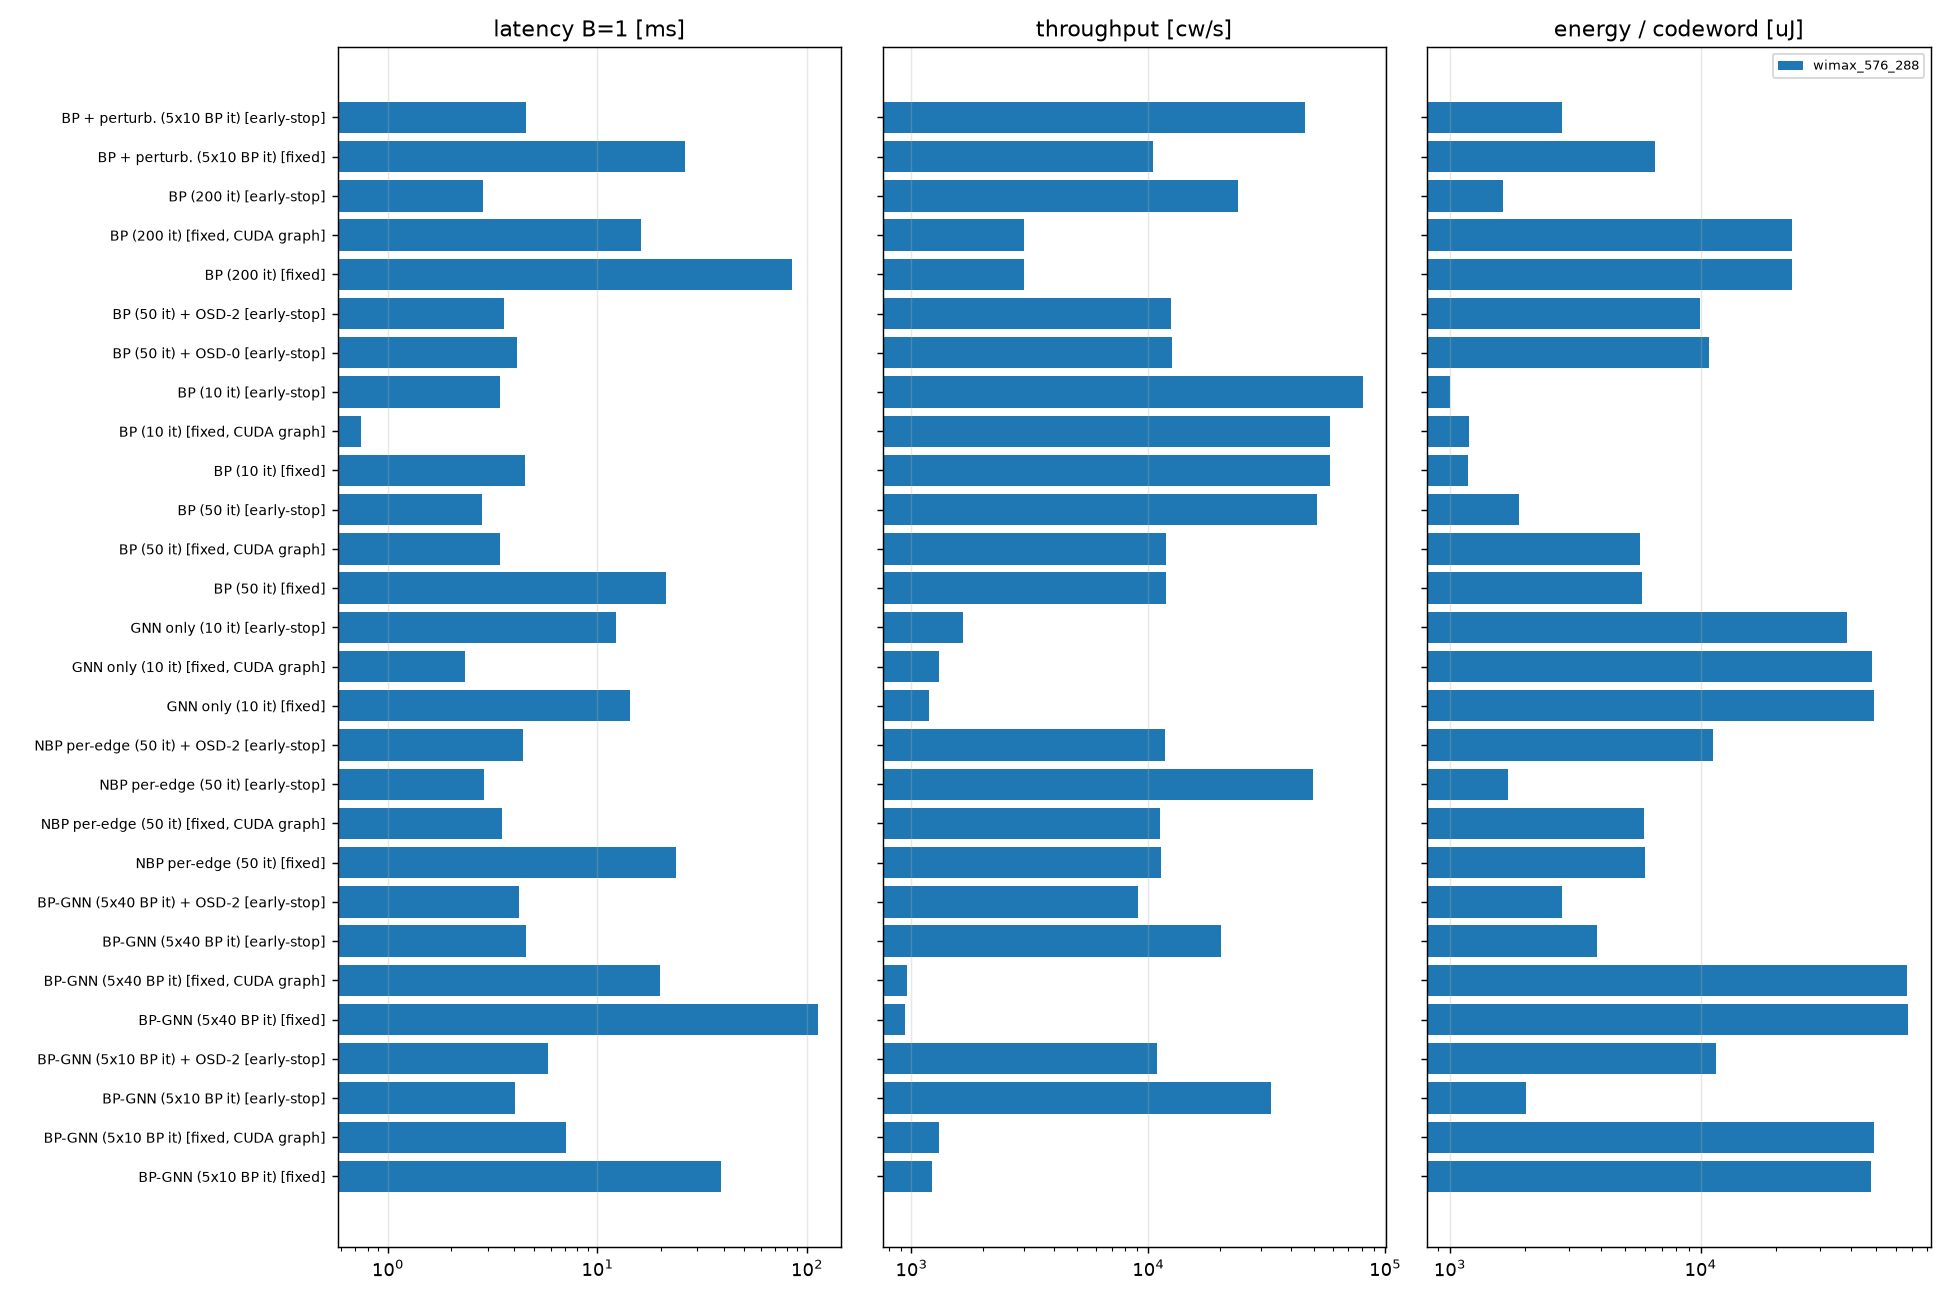 latency B=1 [ms]
throughput [cw/s]
energy / codeword [uJ]
wimax_576_288
BP + perturb. (5x10 BP it) [early-stop]
BP + perturb. (5x10 BP it) [fixed]
BP (200 it) [early-stop]
BP (200 it) [fixed, CUDA graph]
BP (200 it) [fixed]
BP (50 it) + OSD-2 [early-stop]
BP (50 it) + OSD-0 [early-stop]
BP (10 it) [early-stop]
BP (10 it) [fixed, CUDA graph]
BP (10 it) [fixed]
BP (50 it) [early-stop]
BP (50 it) [fixed, CUDA graph]
BP (50 it) [fixed]
GNN only (10 it) [early-stop]
GNN only (10 it) [fixed, CUDA graph]
GNN only (10 it) [fixed]
NBP per-edge (50 it) + OSD-2 [early-stop]
NBP per-edge (50 it) [early-stop]
NBP per-edge (50 it) [fixed, CUDA graph]
NBP per-edge (50 it) [fixed]
BP-GNN (5x40 BP it) + OSD-2 [early-stop]
BP-GNN (5x40 BP it) [early-stop]
BP-GNN (5x40 BP it) [fixed, CUDA graph]
BP-GNN (5x40 BP it) [fixed]
BP-GNN (5x10 BP it) + OSD-2 [early-stop]
BP-GNN (5x10 BP it) [early-stop]
BP-GNN (5x10 BP it) [fixed, CUDA graph]
BP-GNN (5x10 BP it) [fixed]
10⁰ 10¹ 10²
10³ 10⁴ 10⁵
10³ 10⁴